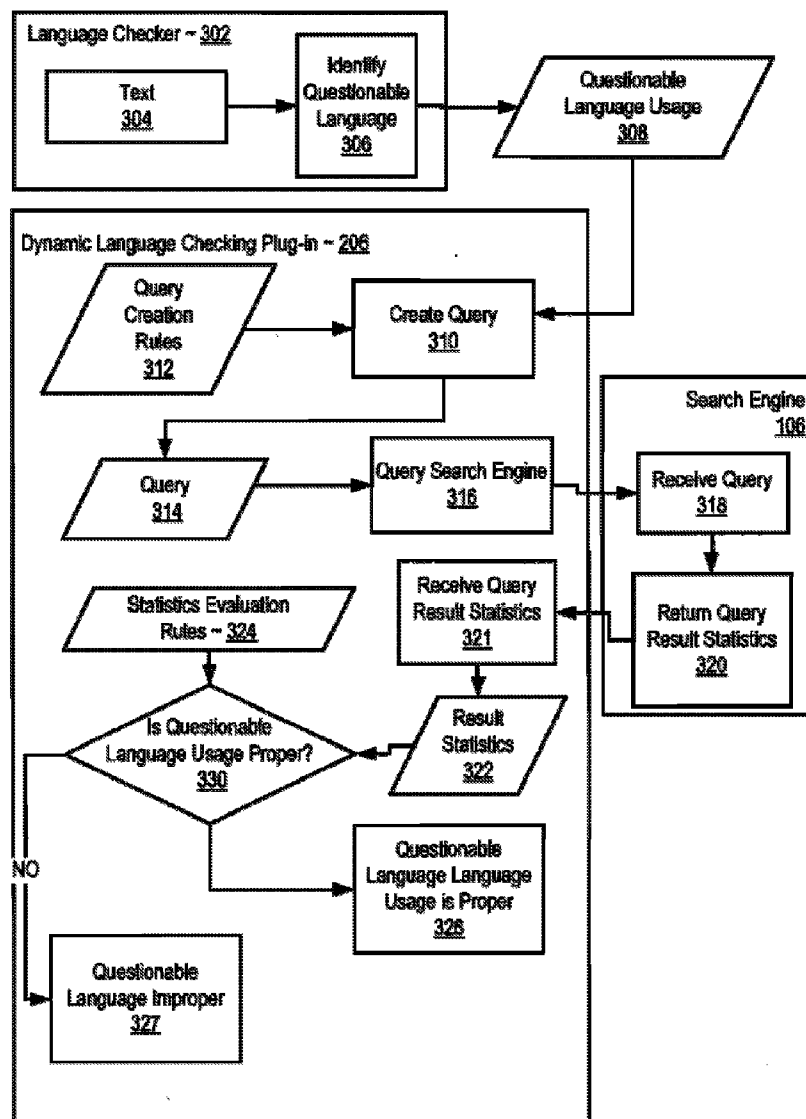 Language Checker ~ 302
Text
304
Identify
Questionable
Language
306
Questionable
Language Usage
308
Dynamic Language Checking Plug-in ~ 206
Query
Creation
Rules
312
Create Query
310
Search Engine
106
Query
314
Query Search Engine
316
Receive Query
318
Statistics Evaluation
Rules ~ 324
Receive Query
Result Statistics
321
Return Query
Result Statistics
320
Is Questionable
Language Usage Proper?
330
Result
Statistics
322
NO
Questionable
Language Language
Usage is Proper
326
Questionable
Language Improper
327